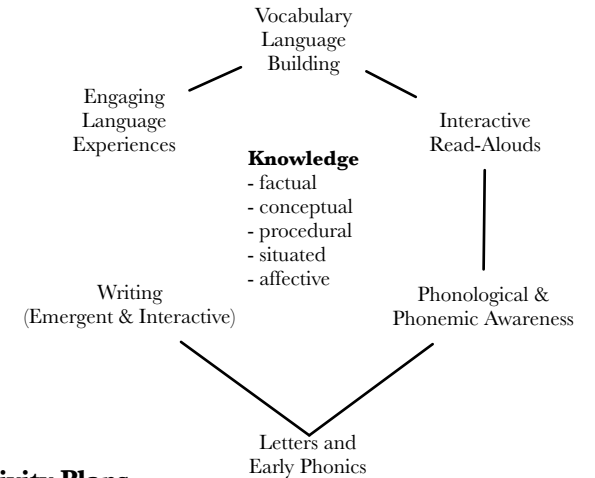 Vocabulary
Language
Building
Engaging
Language
Experiences
Interactive
Read-Alouds
Knowledge
- factual
- conceptual
- procedural
- situated
- affective
Writing
(Emergent & Interactive)
Phonological &
Phonemic Awareness
Letters and
Early Phonics
Plans